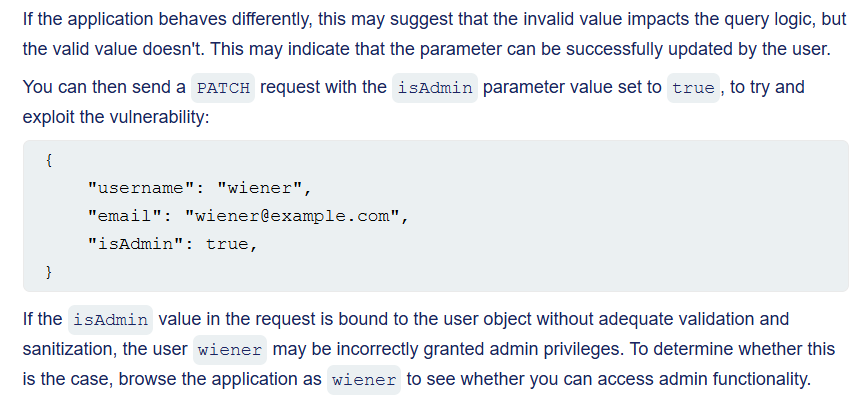 If the application behaves differently, this may suggest that the invalid value impacts the query logic, but
the valid value doesn't. This may indicate that the parameter can be successfully updated by the user.
You can then send a PATCH request with the isAdmin parameter value set to true , to try and
exploit the vulnerability:
{
    "username": "wiener",
    "email": "wiener@example.com",
    "isAdmin": true,
}
If the isAdmin value in the request is bound to the user object without adequate validation and
sanitization, the user wiener may be incorrectly granted admin privileges. To determine whether this
is the case, browse the application as wiener to see whether you can access admin functionality.